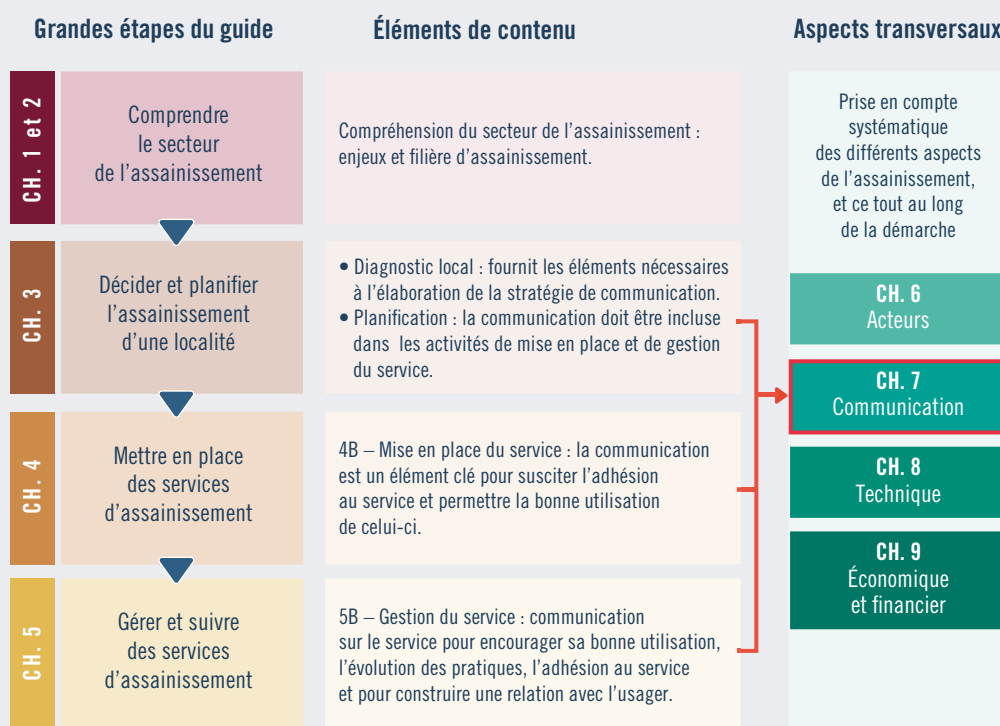 Grandes étapes du guide
Éléments de contenu
Aspects transversaux
CH. 1 et 2
Comprendre
le secteur
de l'assainissement
Compréhension du secteur de l'assainissement :
enjeux et filière d'assainissement.
CH. 3
Décider et planifier
l'assainissement
d'une localité
• Diagnostic local : fournit les éléments nécessaires
à l'élaboration de la stratégie de communication.
• Planification : la communication doit être incluse
dans les activités de mise en place et de gestion
du service.
CH. 4
Mettre en place
des services
d'assainissement
4B – Mise en place du service : la communication
est un élément clé pour susciter l'adhésion
au service et permettre la bonne utilisation
de celui-ci.
CH. 5
Gérer et suivre
des services
d'assainissement
5B – Gestion du service : communication
sur le service pour encourager sa bonne utilisation,
l'évolution des pratiques, l'adhésion au service
et pour construire une relation avec l'usager.
Prise en compte
systématique
des différents aspects
de l'assainissement,
et ce tout au long
de la démarche
CH. 6
Acteurs
CH. 7
Communication
CH. 8
Technique
CH. 9
Économique
et financier